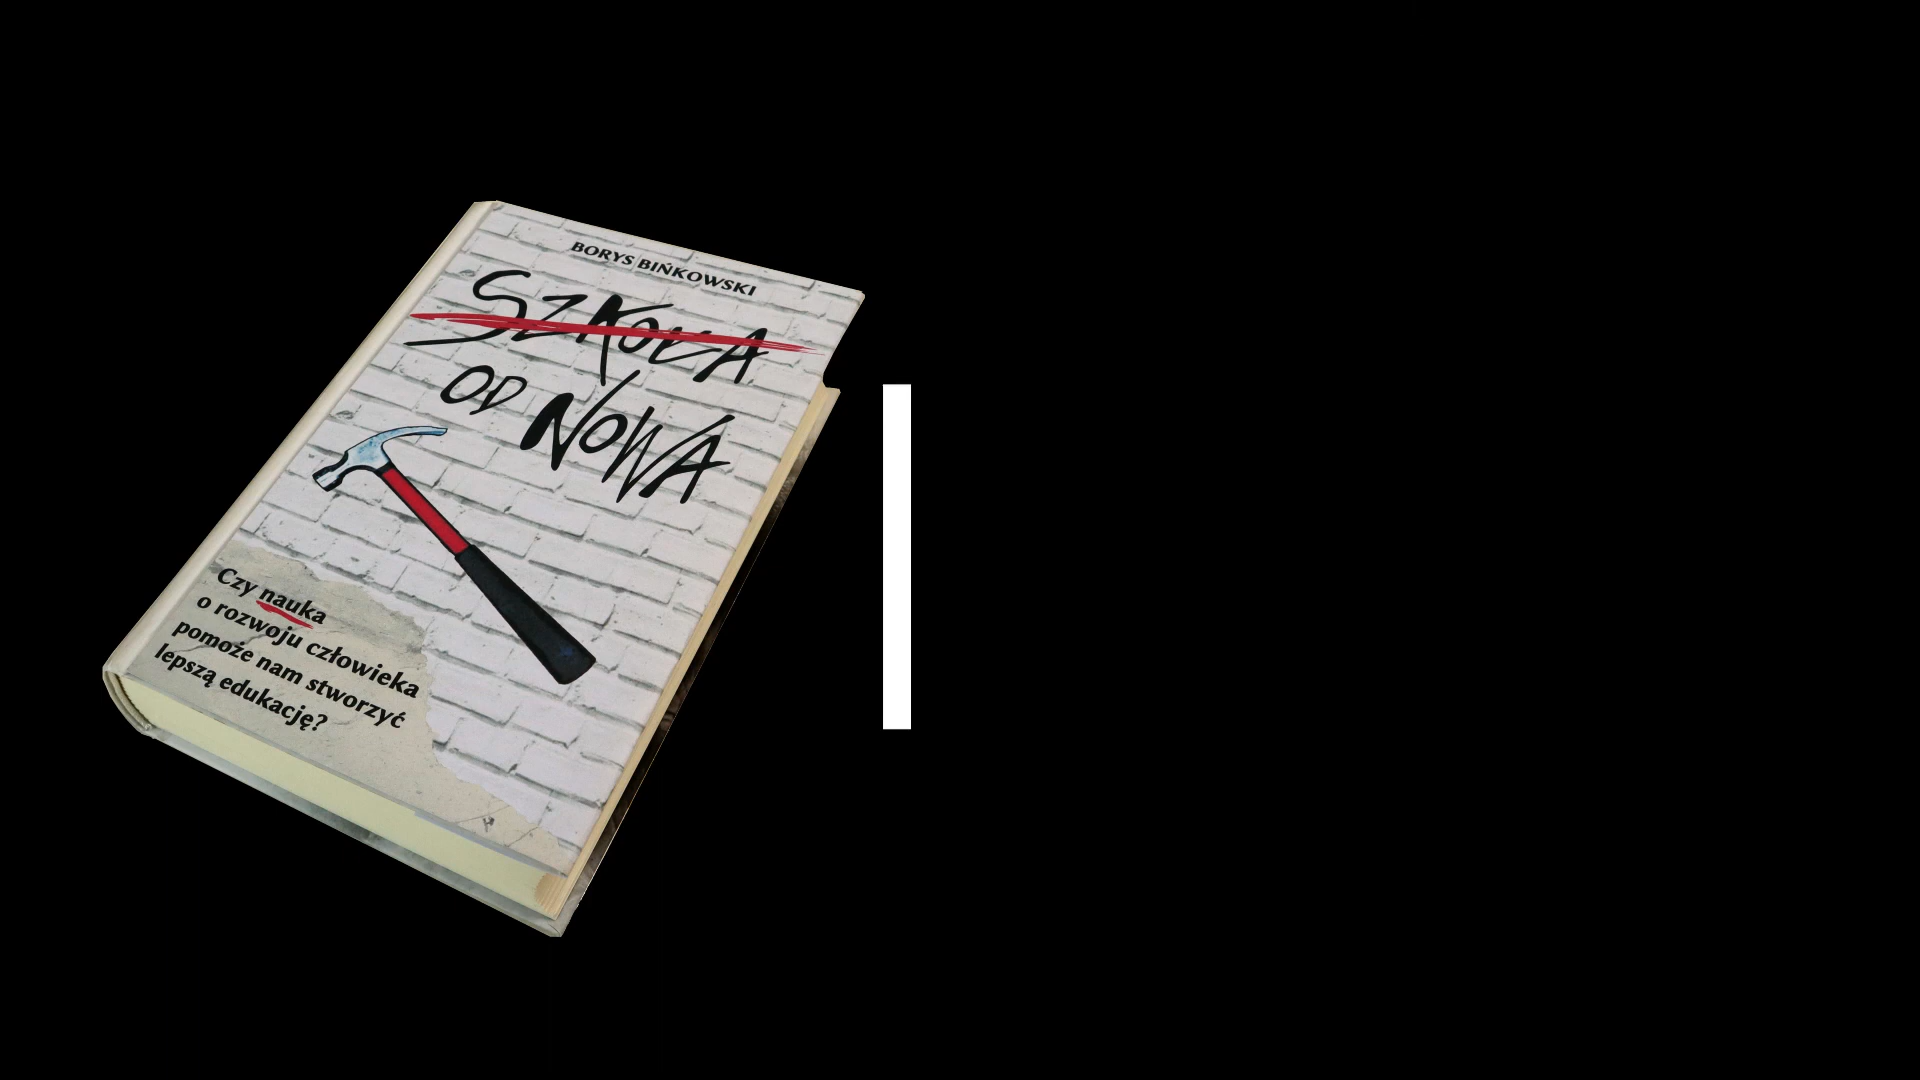 BORYS BIŃKOWSKI
SZKOŁA
OD NOWA
Czy nauka
o rozwoju człowieka
pomoże nam stworzyć
lepszą edukację?